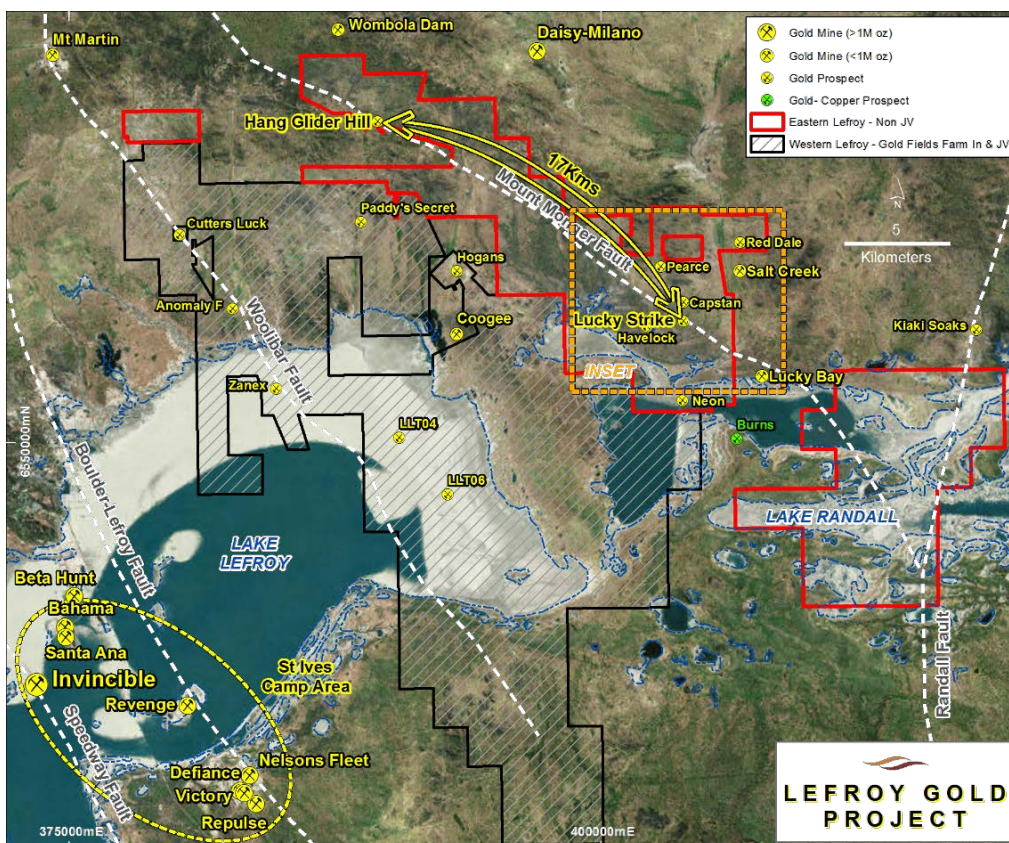 Wombola Dam
Mt Martin
Daisy-Milano
Gold Mine (>1M oz)
Gold Mine (<1M oz)
Gold Prospect
Gold- Copper Prospect
Eastern Lefroy - Non JV
Western Lefroy - Gold Fields Farm In & JV
Hang Glider Hill
17Kms
Mount Monger Fault
N
5
Kilometers
Paddy's Secret
Cutters Luck
Hogans
Pearce
Red Dale
Salt Creek
Anomaly F
Woolibar Fault
Coogee
Capstan
Lucky Strike
Havelock
Kiaki Soaks
INSET
Zanex
Lucky Bay
Neon
LLT04
Burns
6550000mN
LLT06
Boulder-Lefroy Fault
LAKE
LEFROY
LAKE RANDALL
Beta Hunt
Bahama
Santa Ana
Invincible
Revenge
St Ives
Camp Area
Randall Fault
Speedway Fault
Nelsons Fleet
Defiance
Victory
Repulse
375000mE
400000mE
LEFROY GOLD
PROJECT